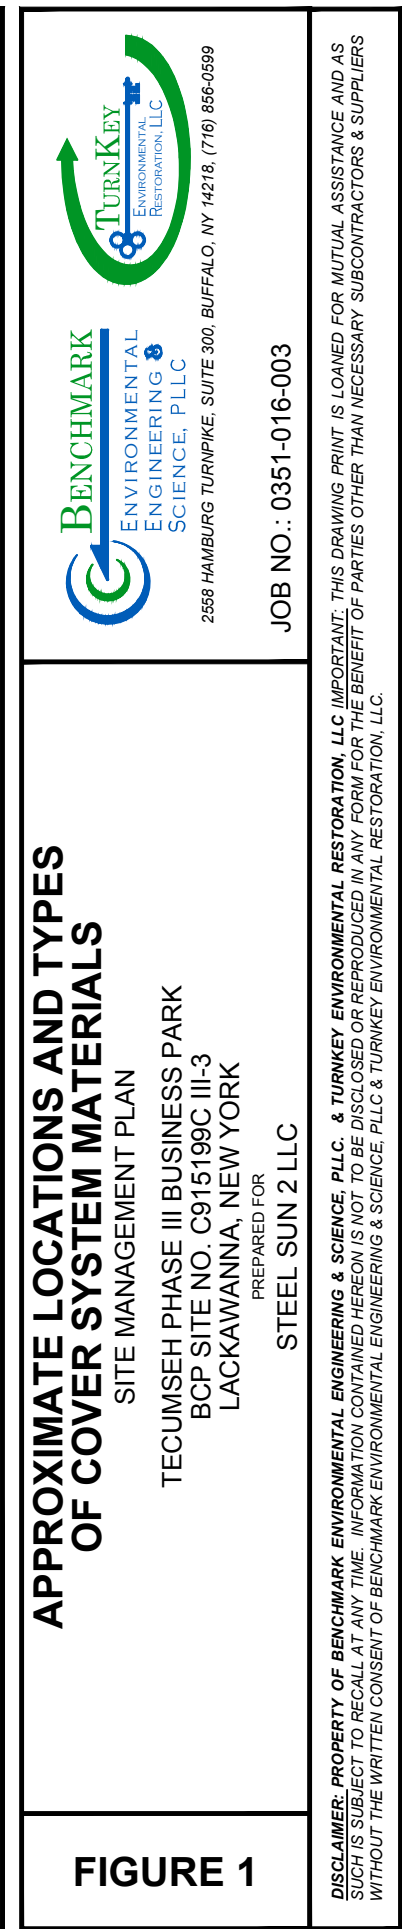 BENCHMARK
ENVIRONMENTAL
ENGINEERING &
SCIENCE, PLLC
TURNKEY
ENVIRONMENTAL
RESTORATION, LLC
2558 HAMBURG TURNPIKE, SUITE 300, BUFFALO, NY 14218, (716) 856-0599
JOB NO.: 0351-016-003
APPROXIMATE LOCATIONS AND TYPES
OF COVER SYSTEM MATERIALS
SITE MANAGEMENT PLAN
TECUMSEH PHASE III BUSINESS PARK
BCP SITE NO. C915199C III-3
LACKAWANNA, NEW YORK
PREPARED FOR
STEEL SUN 2 LLC
FIGURE 1
DISCLAIMER: PROPERTY OF BENCHMARK ENVIRONMENTAL ENGINEERING & SCIENCE, PLLC. & TURNKEY ENVIRONMENTAL RESTORATION, LLC IMPORTANT: THIS DRAWING PRINT IS LOANED FOR MUTUAL ASSISTANCE AND AS
SUCH IS SUBJECT TO RECALL AT ANY TIME. INFORMATION CONTAINED HEREON IS NOT TO BE DISCLOSED OR REPRODUCED IN ANY FORM FOR THE BENEFIT OF PARTIES OTHER THAN NECESSARY SUBCONTRACTORS & SUPPLIERS
WITHOUT THE WRITTEN CONSENT OF BENCHMARK ENVIRONMENTAL ENGINEERING & SCIENCE, PLLC & TURNKEY ENVIRONMENTAL RESTORATION, LLC.